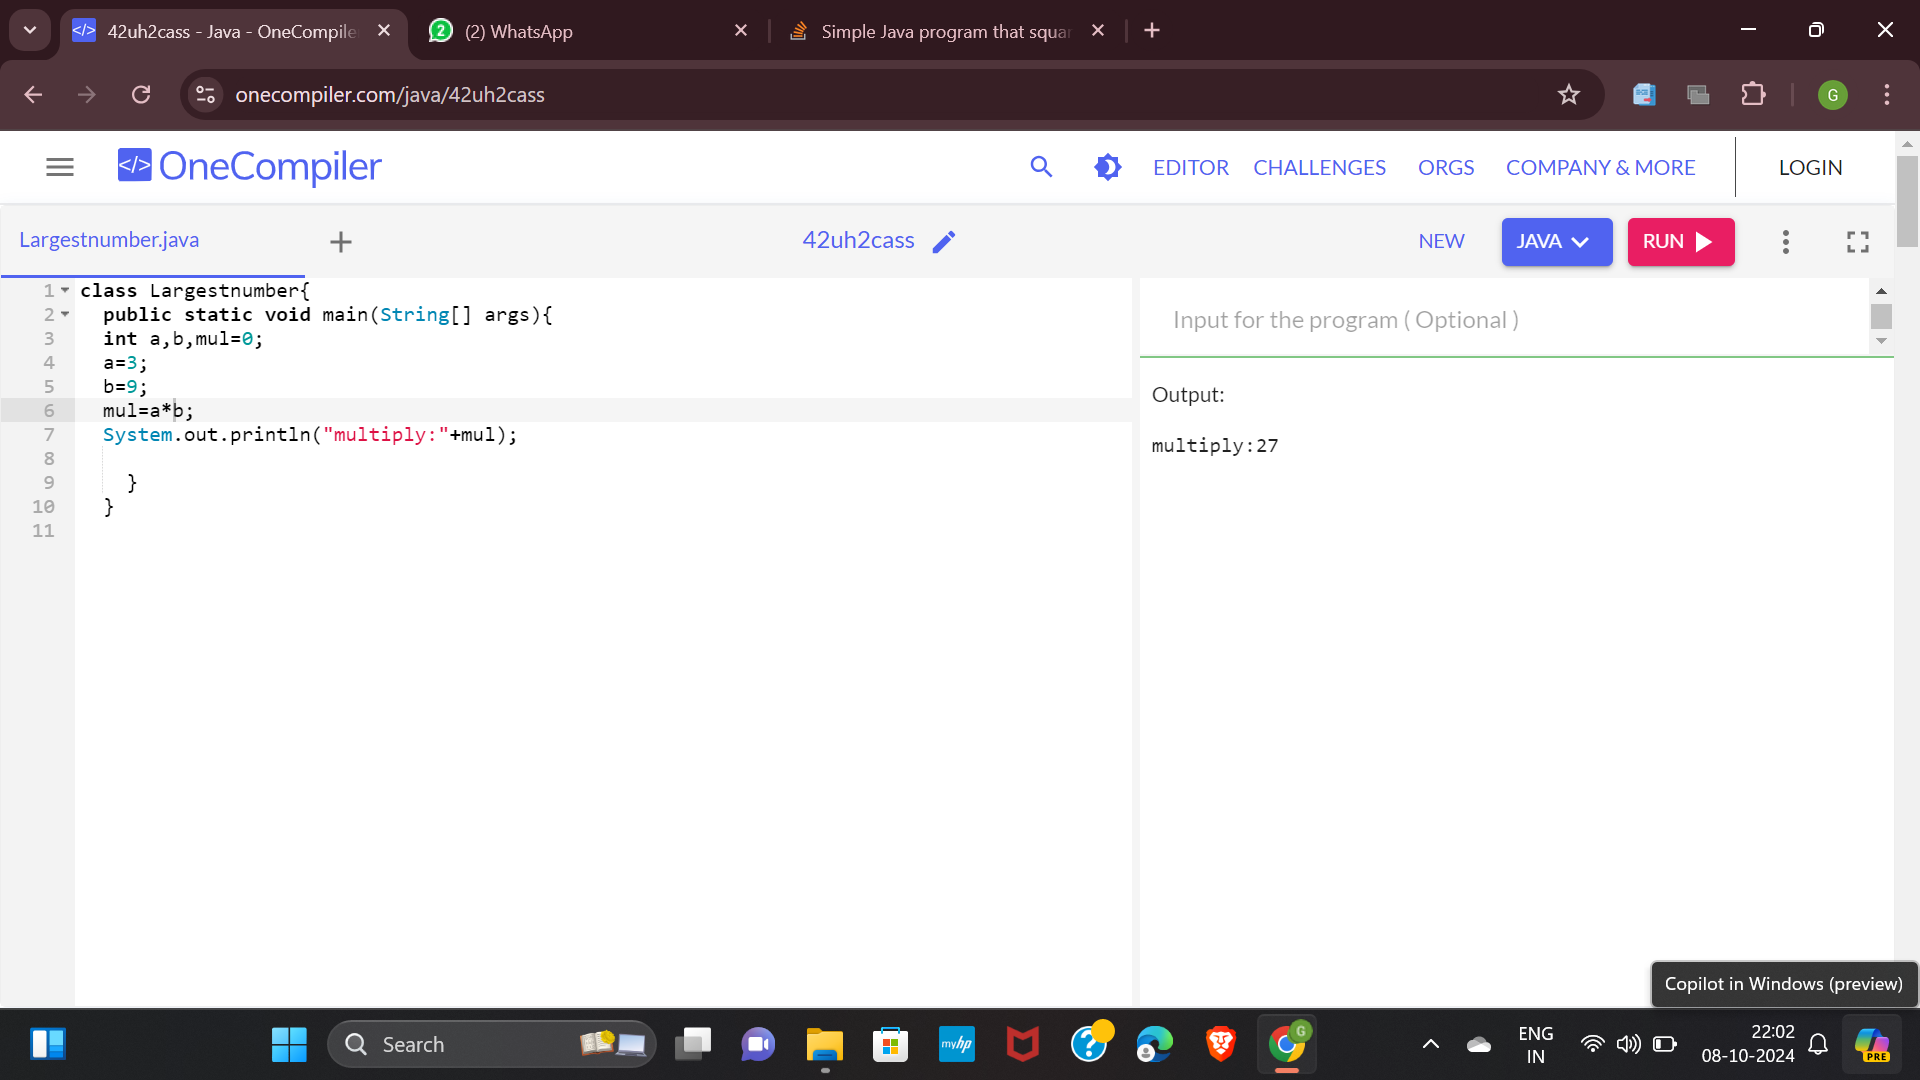 42uh2cass - Java - OneCompile
(2) WhatsApp
Simple Java program that squar
onecompiler.com/java/42uh2cass
G
</> OneCompiler
EDITOR
CHALLENGES
ORGS
COMPANY & MORE
LOGIN
Largestnumber.java
42uh2cass
NEW
JAVA
RUN
1 class Largestnumber{
2 public static void main(String[] args){
3 int a,b,mul=0;
4 a=3;
5 b=9;
6 mul=a*b;
7 System.out.println("multiply:"+mul);
8
9 }
10 }
11
Input for the program ( Optional )
Output:
multiply:27
Copilot in Windows (preview)
Search
myhp
G
ENG
IN
22:02
08-10-2024
PRE